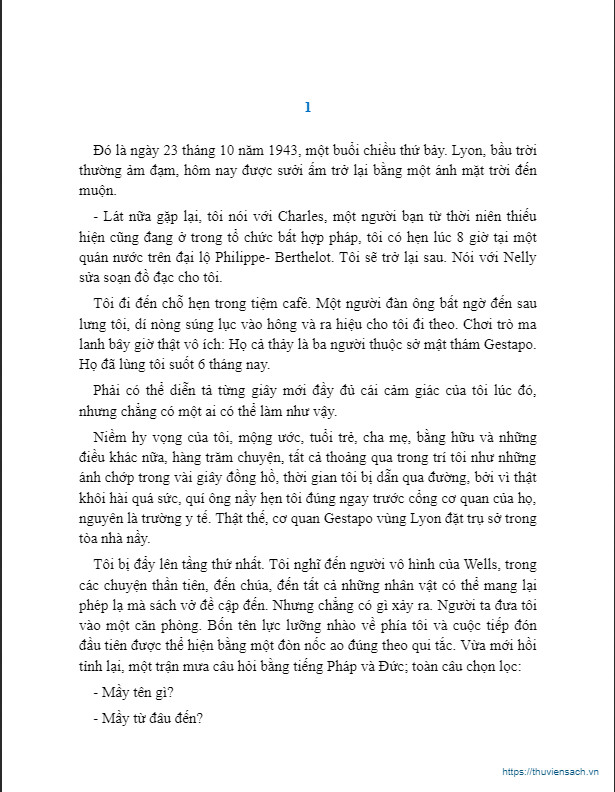 1
Đó là ngày 23 tháng 10 năm 1943, một buổi chiều thứ bảy. Lyon, bầu trời
thường ảm đạm, hôm nay được sưởi ấm trở lại bằng một ánh mặt trời đến
muộn.
- Lát nữa gặp lại, tôi nói với Charles, một người bạn từ thời niên thiếu
hiện cũng đang ở trong tổ chức bất hợp pháp, tôi có hẹn lúc 8 giờ tại một
quán nước trên đại lộ Philippe- Berthelot. Tôi sẽ trở lại sau. Nói với Nelly
sửa soạn đồ đạc cho tôi.
Tôi đi đến chỗ hẹn trong tiệm cafê. Một người đàn ông bất ngờ đến sau
lưng tôi, dí nòng súng lục vào hông và ra hiệu cho tôi đi theo. Chơi trò ma
lanh bây giờ thật vô ích: Họ cả thảy là ba người thuộc sở mật thám Gestapo.
Họ đã lùng tôi suốt 6 tháng nay.
Phải có thể diễn tả từng giây mới đầy đủ cái cảm giác của tôi lúc đó,
nhưng chẳng có một ai có thể làm như vậy.
Niềm hy vọng của tôi, mộng ước, tuổi trẻ, cha mẹ, bằng hữu và những
điều khác nữa, hàng trăm chuyện, tất cả thoáng qua trong trí tôi như những
ánh chớp trong vài giây đồng hồ, thời gian tôi bị dẫn qua đường, bởi vì thật
khôi hài quá sức, quí ông nầy hẹn tôi đúng ngay trước cổng cơ quan của họ,
nguyên là trường y tế. Thật thế, cơ quan Gestapo vùng Lyon đặt trụ sở trong
tòa nhà nầy.
Tôi bị đẩy lên tầng thứ nhất. Tôi nghĩ đến người vô hình của Wells, trong
các chuyện thần tiên, đến chúa, đến tất cả những nhân vật có thể mang lại
phép lạ mà sách vở đề cập đến. Nhưng chẳng có gì xảy ra. Người ta đưa tôi
vào một căn phòng. Bốn tên lực lưỡng nhào về phía tôi và cuộc tiếp đón
đầu tiên được thể hiện bằng một đòn nốc ao đúng theo qui tắc. Vừa mới hồi
tỉnh lại, một trận mưa câu hỏi bằng tiếng Pháp và Đức; toàn câu chọn lọc:
- Mầy tên gì?
- Mầy từ đâu đến?
https://thuviensach.vn